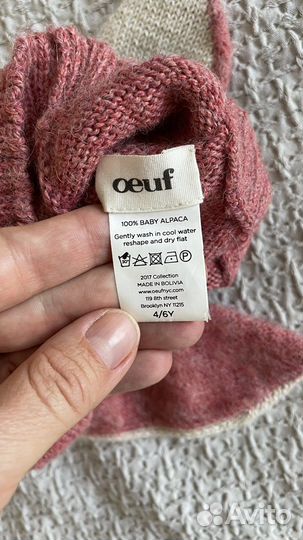 oeuf
100% BABY ALPACA
Gently wash in cool water
reshape and dry flat
2017 Collection
MADE IN BOLIVIA
www.oeufnyc.com
119 8th street
Brooklyn NY 11215
4/6Y
Avito